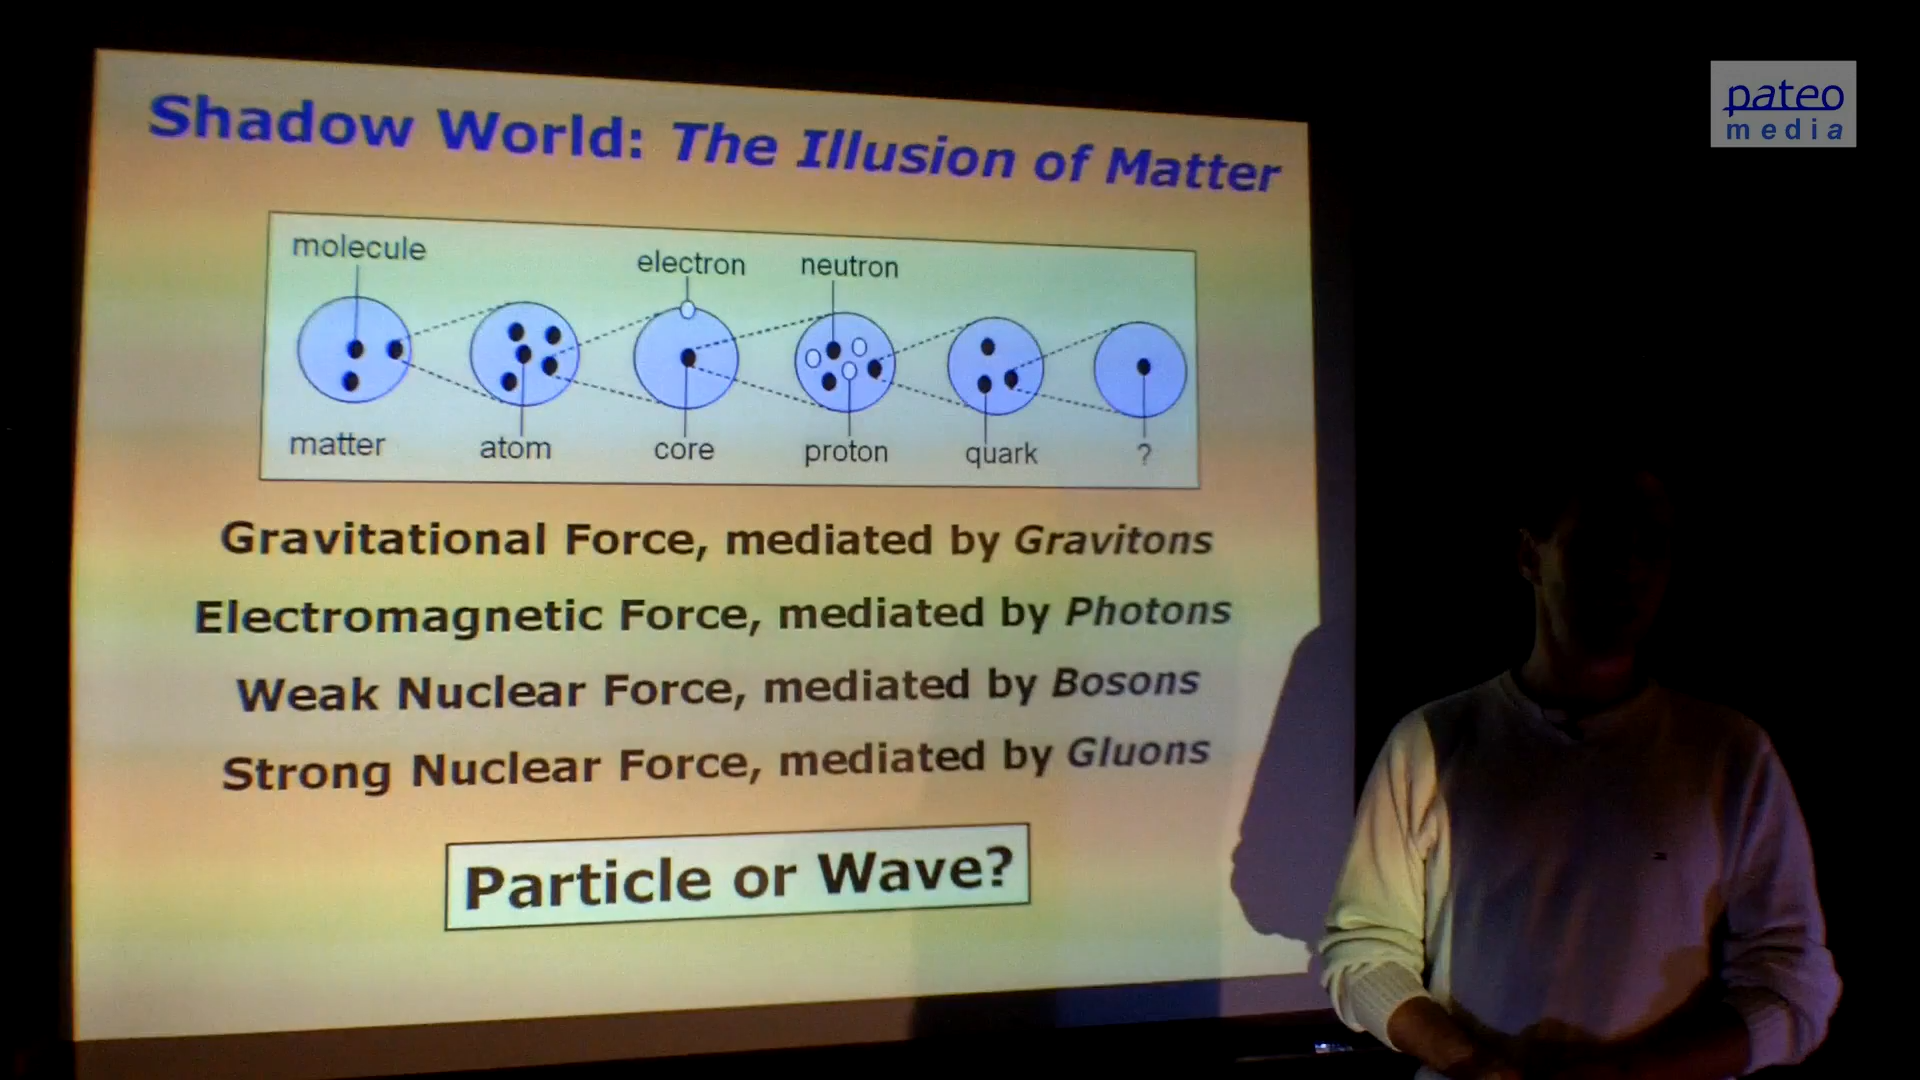 pateo
media
Shadow World: The Illusion of Matter
molecule
electron neutron
matter atom core proton quark ?
Gravitational Force, mediated by Gravitons
Electromagnetic Force, mediated by Photons
Weak Nuclear Force, mediated by Bosons
Strong Nuclear Force, mediated by Gluons
Particle or Wave?